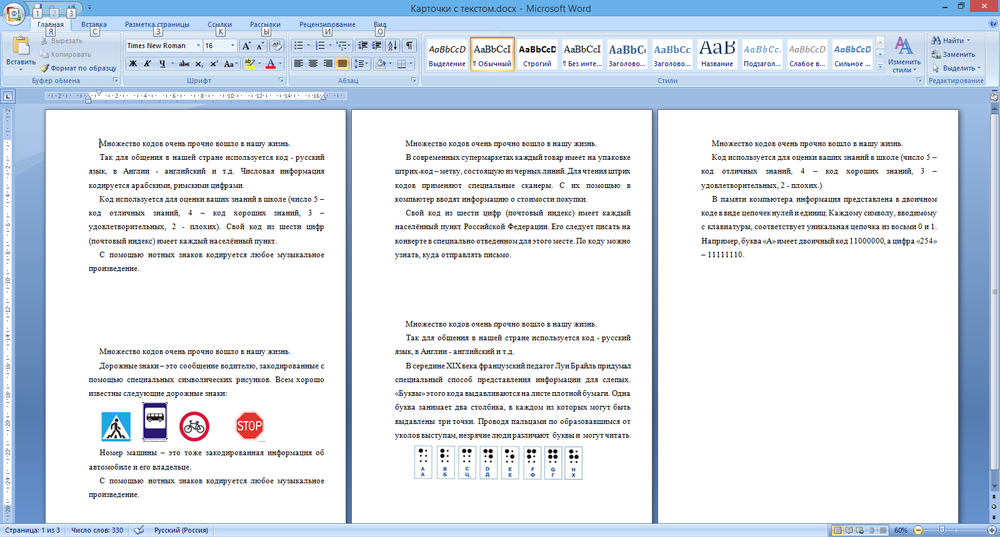 Карточки с текстом.docx - Microsoft Word
Ф
1
2
3
Главная
Вставка
Разметка страницы
Ссылки
Рассылки
Рецензирование
Вид
Я
С
З
К
Ы
И
О
Вставить
Вырезать
Копировать
Формат по образцу
Буфер обмена
Times New Roman
16
Ж К Ч abc x₂ x² Aa
Шрифт
Абзац
AaBbCcD
Выделение
AaBbCcI
¶ Обычный
AaBbCcD
Строгий
AaBbCcI
¶ Без инте...
AaBbCc
Заголово...
AaBbCc
Заголово...
AaB
Название
AaBbCc.
Подзагол...
AaBbCcD
Слабое в...
AaBbCcD
Сильное ...
Изменить
стили
Стили
Найти
Заменить
Выделить
Редактирование
2 2 4 6 8 10 12 14 16
Множество кодов очень прочно вошло в нашу жизнь.
Так для общения в нашей стране используется код - русский
язык, в Англии - английский и т.д. Числовая информация
кодируется арабскими, римскими цифрами.
Код используется для оценки ваших знаний в школе (число 5 –
код отличных знаний, 4 – код хороших знаний, 3 –
удовлетворительных, 2 - плохих). Свой код из шести цифр
(почтовый индекс) имеет каждый населённый пункт.
С помощью нотных знаков кодируется любое музыкальное
произведение.
Множество кодов очень прочно вошло в нашу жизнь.
Дорожные знаки – это сообщение водителю, закодированные с
помощью специальных символических рисунков. Всем хорошо
известны следующие дорожные знаки:
STOP
Номер машины – это тоже закодированная информация об
автомобиле и его владельце.
С помощью нотных знаков кодируется любое музыкальное
произведение.
Множество кодов очень прочно вошло в нашу жизнь.
В современных супермаркетах каждый товар имеет на упаковке
штрих-код – метку, состоящую из черных линий. Для чтения штрих
кодов применяют специальные сканеры. С их помощью в
компьютер вводят информацию о стоимости покупки.
Свой код из шести цифр (почтовый индекс) имеет каждый
населённый пункт Российской Федерации. Его следует писать на
конверте в специально отведенном для этого месте. По коду можно
узнать, куда отправлять письмо.
Множество кодов очень прочно вошло в нашу жизнь.
Так для общения в нашей стране используется код - русский
язык, в Англии - английский и т.д.
В середине XIX века французский педагог Луи Брайль придумал
специальный способ представления информации для слепых.
«Буквы» этого кода выдавливаются на листе плотной бумаги. Одна
буква занимает два столбика, в каждом из которых могут быть
выдавлены три точки. Проводя пальцами по образовавшимся от
уколов выступам, незрячие люди различают буквы и могут читать.
A B C D E F G H
А Б Ц Д Е Ф Г Х
Множество кодов очень прочно вошло в нашу жизнь.
Код используется для оценки ваших знаний в школе (число 5 –
код отличных знаний, 4 – код хороших знаний, 3 –
удовлетворительных, 2 - плохих.)
В памяти компьютера информация представлена в двоичном
коде в виде цепочек нулей и единиц. Каждому символу, вводимому
с клавиатуры, соответствует уникальная цепочка из восьми 0 и 1.
Например, буква «А» имеет двоичный код 11000000, а цифра «254»
– 11111110.
Страница: 1 из 3
Число слов: 330
Русский (Россия)
60%